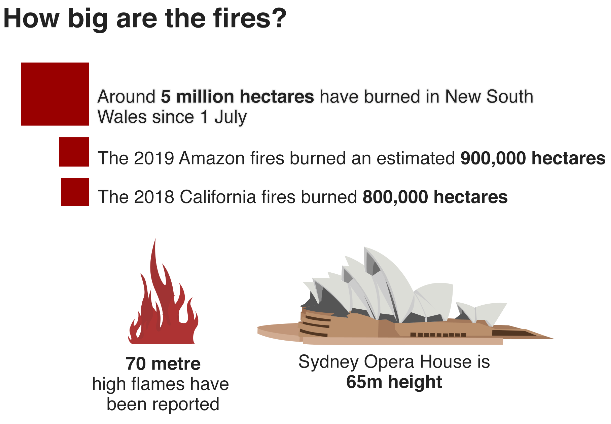 How big are the fires?
Around 5 million hectares have burned in New South
Wales since 1 July
The 2019 Amazon fires burned an estimated 900,000 hectares
The 2018 California fires burned 800,000 hectares
70 metre
high flames have
been reported
Sydney Opera House is
65m height